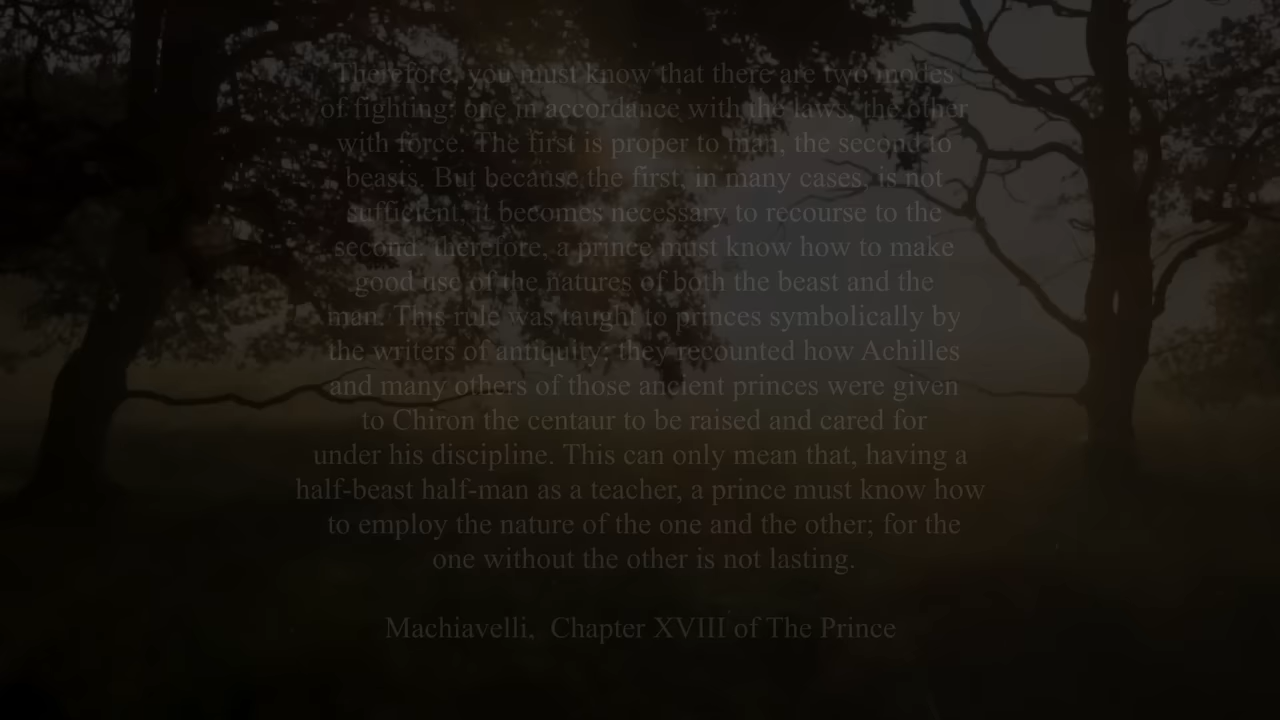 Therefore, you must know that there are two modes
of fighting: one in accordance with the laws, the other
with force. The first is proper to man, the second to
beasts. But because the first, in many cases, is not
sufficient, it becomes necessary to recourse to the
second: therefore, a prince must know how to make
good use of the natures of both the beast and the
man. This rule was taught to princes symbolically by
the writers of antiquity; they recounted how Achilles
and many others of those ancient princes were given
to Chiron the centaur to be raised and cared for
under his discipline. This can only mean that, having a
half-beast half-man as a teacher, a prince must know how
to employ the nature of the one and the other; for the
one without the other is not lasting.
Machiavelli, Chapter XVIII of The Prince